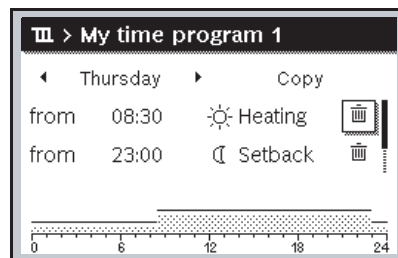 > My time program 1
Thursday Copy
from 08:30 Heating
from 23:00 Setback
0 6 12 18 24